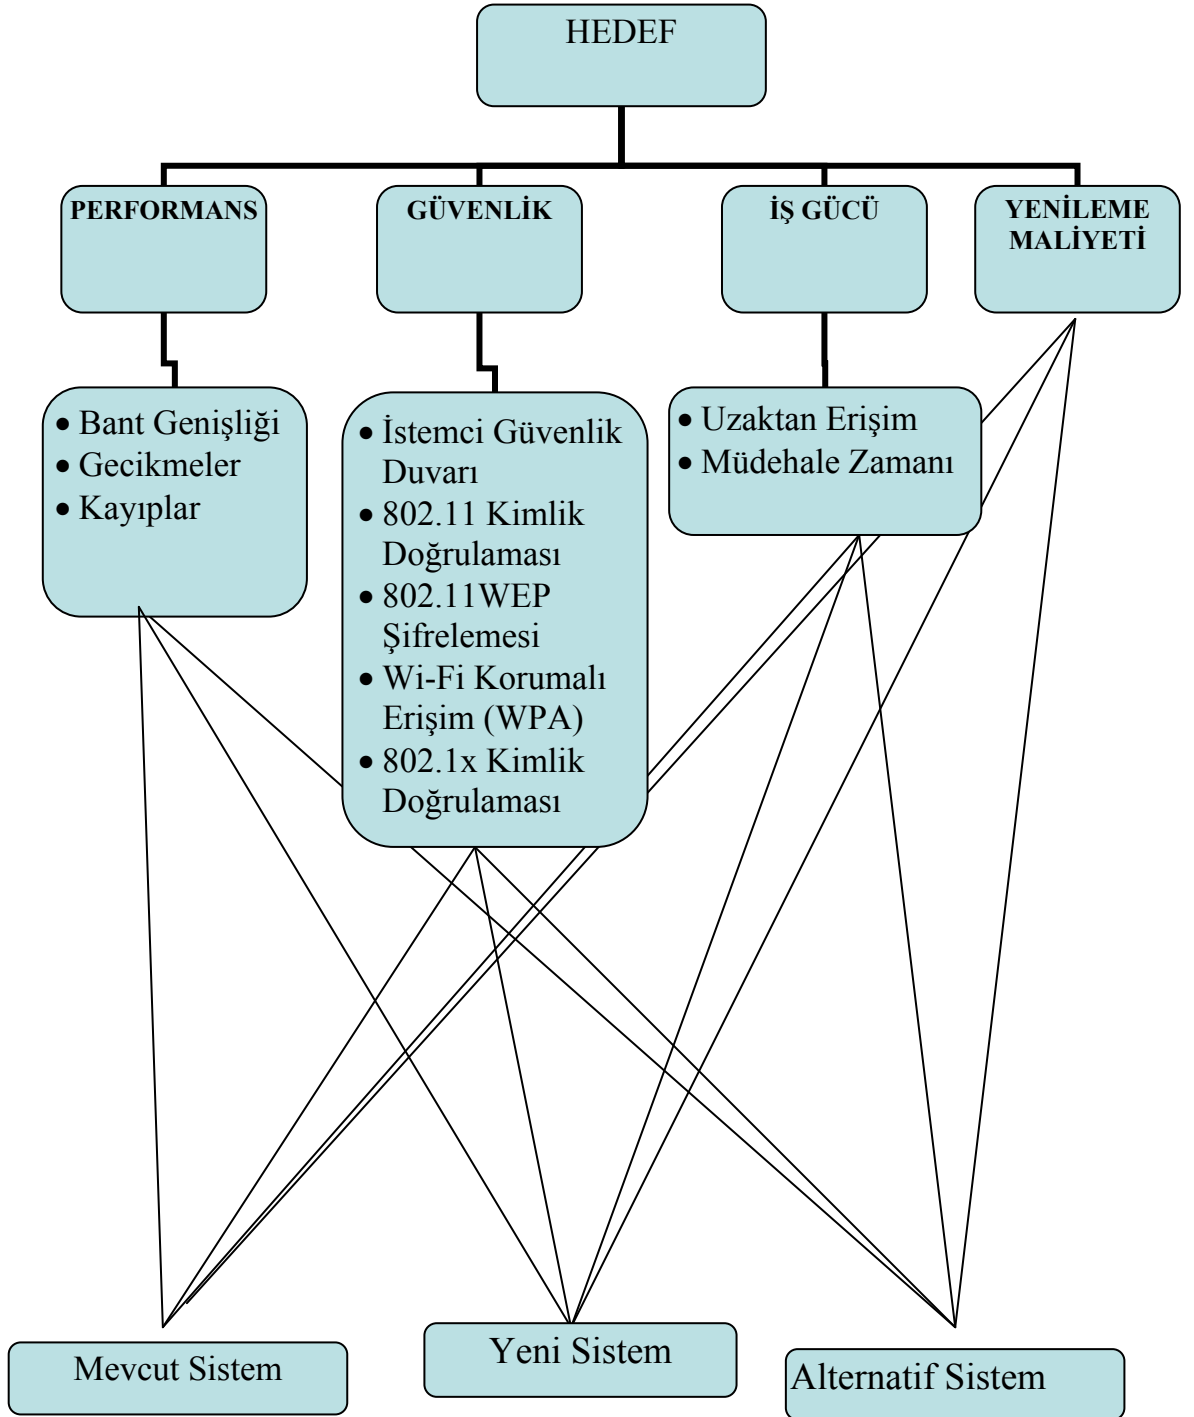 HEDEF
PERFORMANS
GÜVENLİK
İŞ GÜCÜ
YENİLEME
MALİYETİ
• Bant Genişliği
• Gecikmeler
• Kayıplar
• İstemci Güvenlik
Duvarı
• 802.11 Kimlik
Doğrulaması
• 802.11WEP
Şifrelemesi
• Wi-Fi Korumalı
Erişim (WPA)
• 802.1x Kimlik
Doğrulaması
• Uzaktan Erişim
• Müdehale Zamanı
Mevcut Sistem
Yeni Sistem
Alternatif Sistem